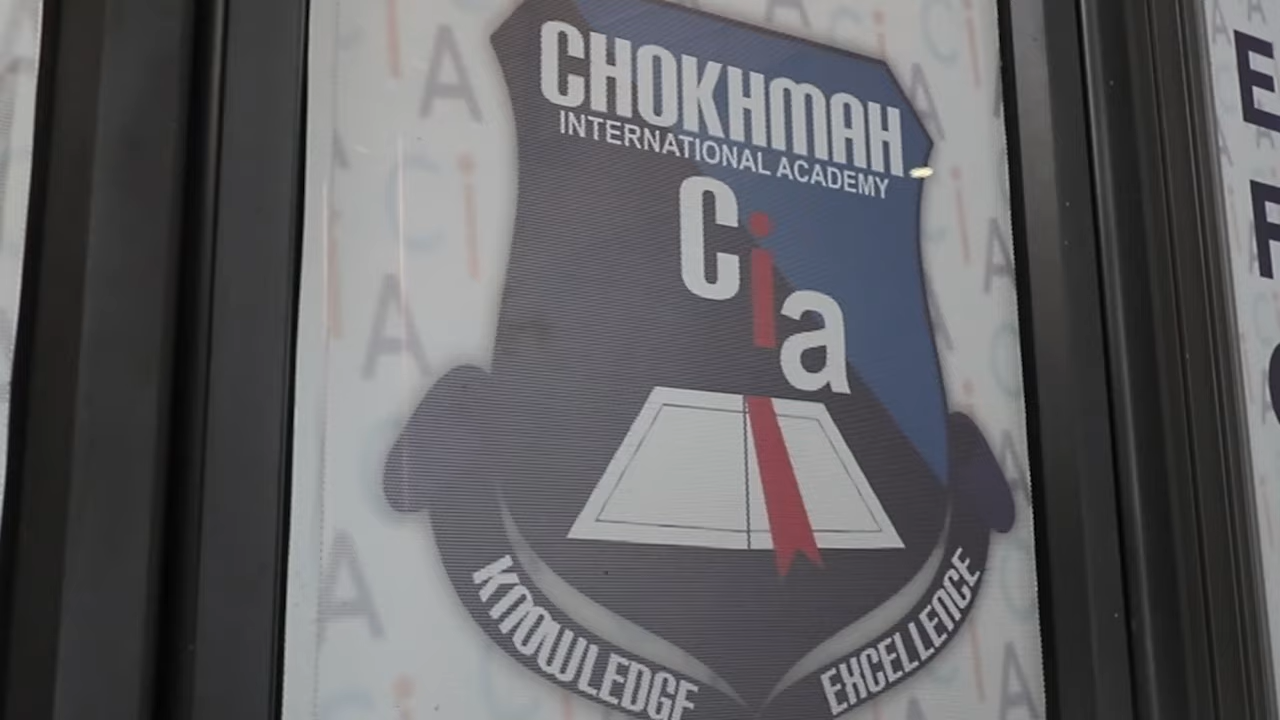 CHOKHMAH
INTERNATIONAL ACADEMY
cia
KNOWLEDGE
EXCELLENCE